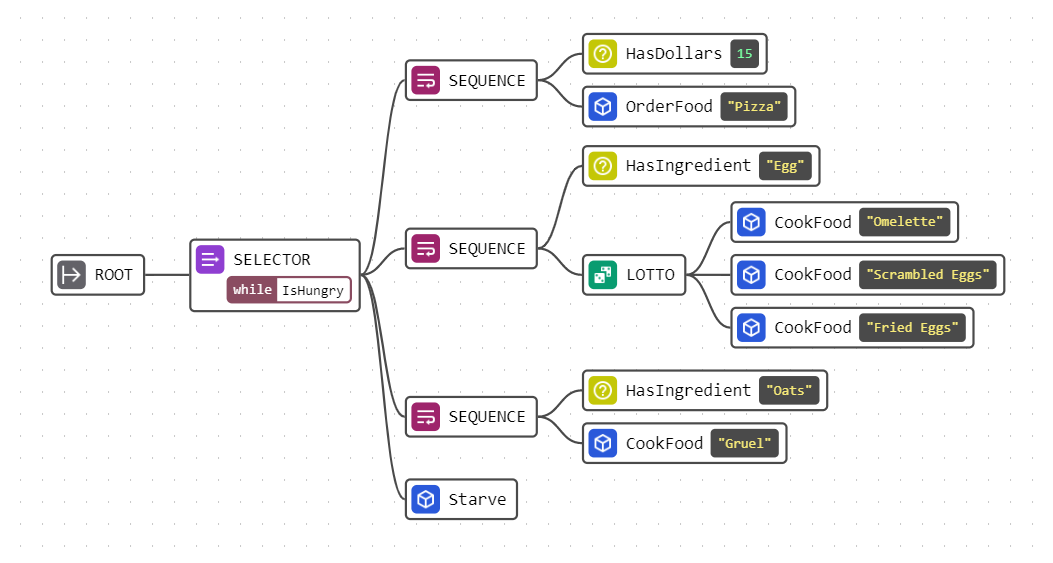 ROOT
SELECTOR
while IsHungry
SEQUENCE
HasDollars 15
OrderFood "Pizza"
SEQUENCE
HasIngredient "Egg"
LOTTO
CookFood "Omelette"
CookFood "Scrambled Eggs"
CookFood "Fried Eggs"
SEQUENCE
HasIngredient "Oats"
CookFood "Gruel"
Starve